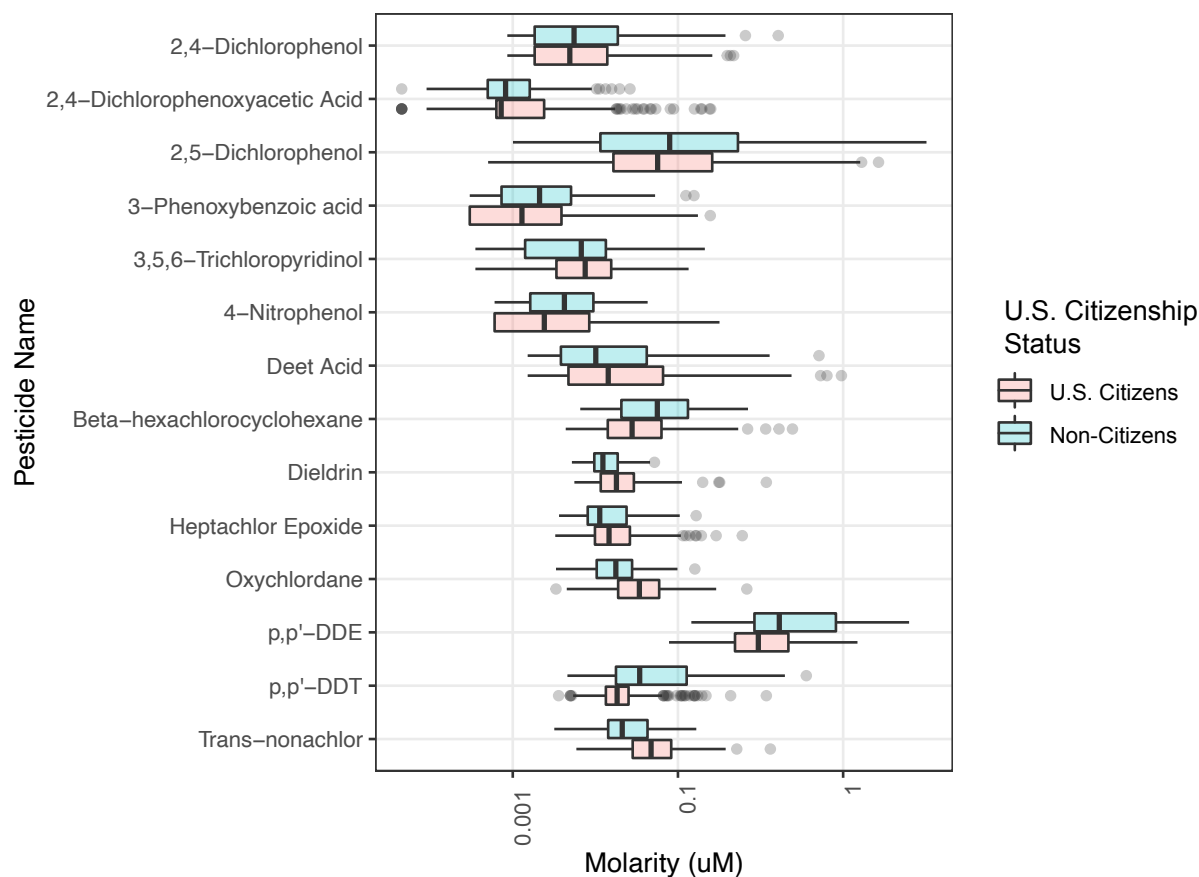 2,4−Dichlorophenol
2,4−Dichlorophenoxyacetic Acid
2,5−Dichlorophenol
3−Phenoxybenzoic acid
3,5,6−Trichloropyridinol
4−Nitrophenol
Deet Acid
Beta−hexachlorocyclohexane
Dieldrin
Heptachlor Epoxide
Oxychlordane
p,p'−DDE
p,p'−DDT
Trans−nonachlor
Pesticide Name
0.001
0.1
1
Molarity (uM)
U.S. Citizenship
Status
U.S. Citizens
Non-Citizens